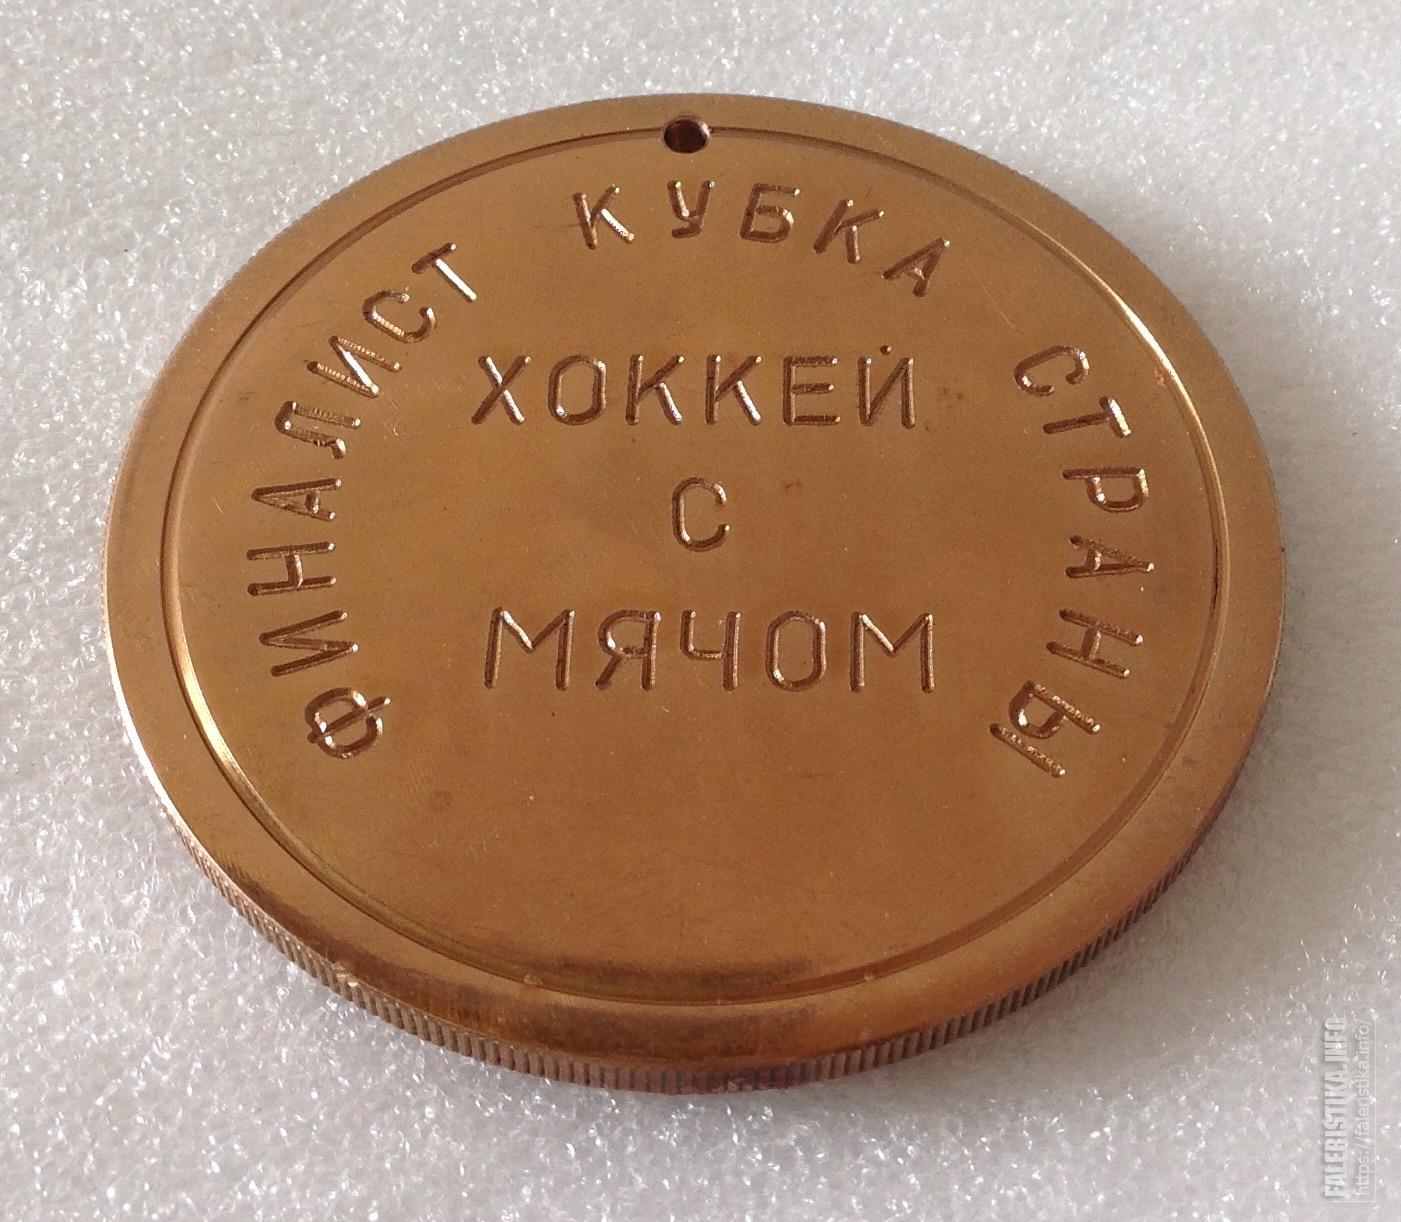 ФИНАЛИСТ КУБКА СТРАНЫ
ХОККЕЙ
С
МЯЧОМ
FALERISTIKA.INFO
https://faleristika.info/